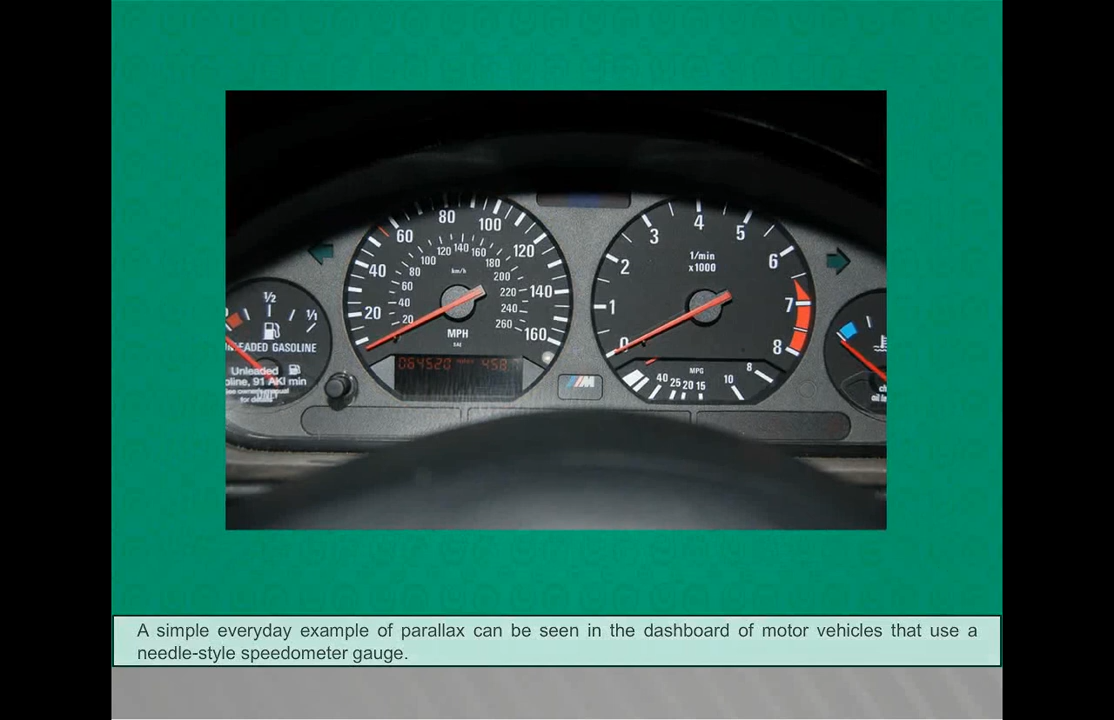 80
100
60
120
40
140
20
160
120 140 160
100
180
80
200
60
220
40
240
20
260
km/h
MPH
064520
458
1/2
1/1
UNLEADED GASOLINE
Unleaded
line, 91 AKI min
4
3
5
2
6
1
7
0
8
1/min
x1000
MPG
40 25 20 15
10
8
M
A simple everyday example of parallax can be seen in the dashboard of motor vehicles that use a
needle-style speedometer gauge.